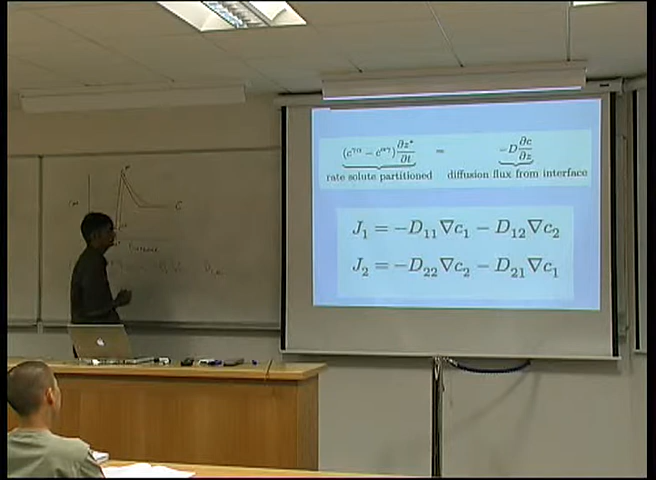 (c^{γα} − c^{αγ}) ∂z*/∂t = −D ∂c/∂z
rate solute partitioned diffusion flux from interface
J₁ = −D₁₁∇c₁ − D₁₂∇c₂
J₂ = −D₂₂∇c₂ − D₂₁∇c₁